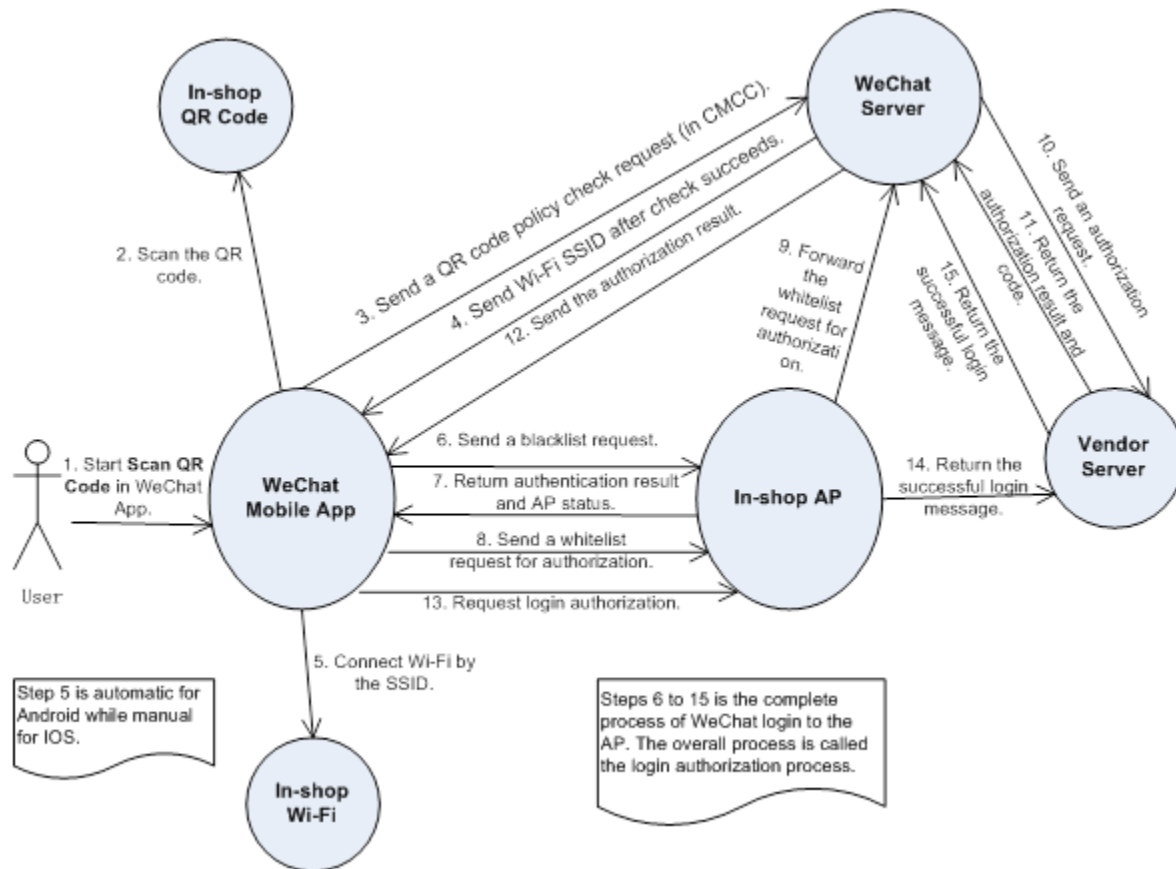 In-shop
QR Code
WeChat
Server
2. Scan the QR
code.
3. Send a QR code policy check request (in CMCC).
4. Send Wi-Fi SSID after check succeeds.
12. Send the authorization result.
9. Forward
the
whitelist
request for
authorizati
on.
10. Send an authorization
request.
11. Return the
authorization result and
code.
15. Return the
successful login
message.
User
1. Start Scan QR
Code in WeChat
App.
WeChat
Mobile App
6. Send a blacklist request.
7. Return authentication result
and AP status.
8. Send a whitelist
request for authorization.
13. Request login authorization.
In-shop AP
14. Return the
successful login
message.
Vendor
Server
5. Connect Wi-Fi by
the SSID.
Step 5 is automatic for
Android while manual
for IOS.
In-shop
Wi-Fi
Steps 6 to 15 is the complete
process of WeChat login to the
AP. The overall process is called
the login authorization process.